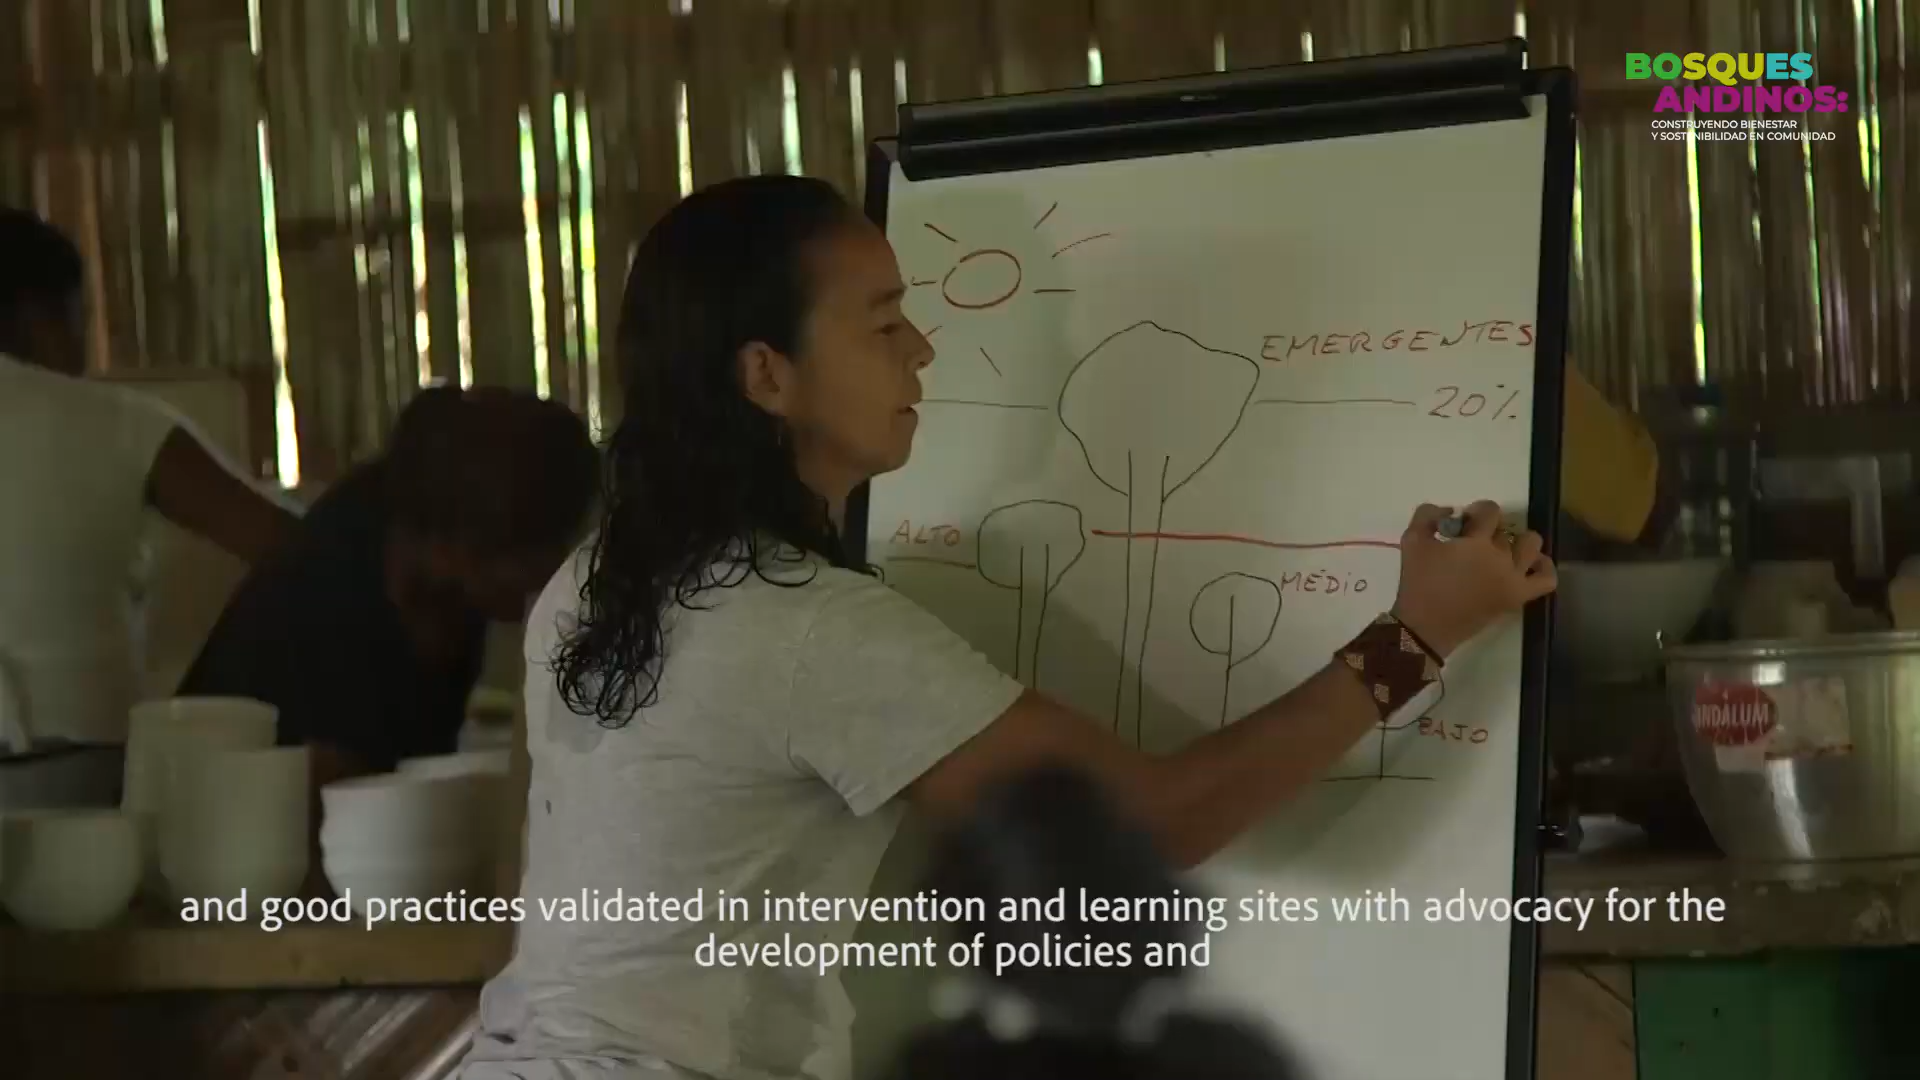 BOSQUES
ANDINOS:
CONSTRUYENDO BIENESTAR
Y SOSTENIBILIDAD EN COMUNIDAD
EMERGENTES
20%
ALTO
MEDIO
BAJO
and good practices validated in intervention and learning sites with advocacy for the
development of policies and